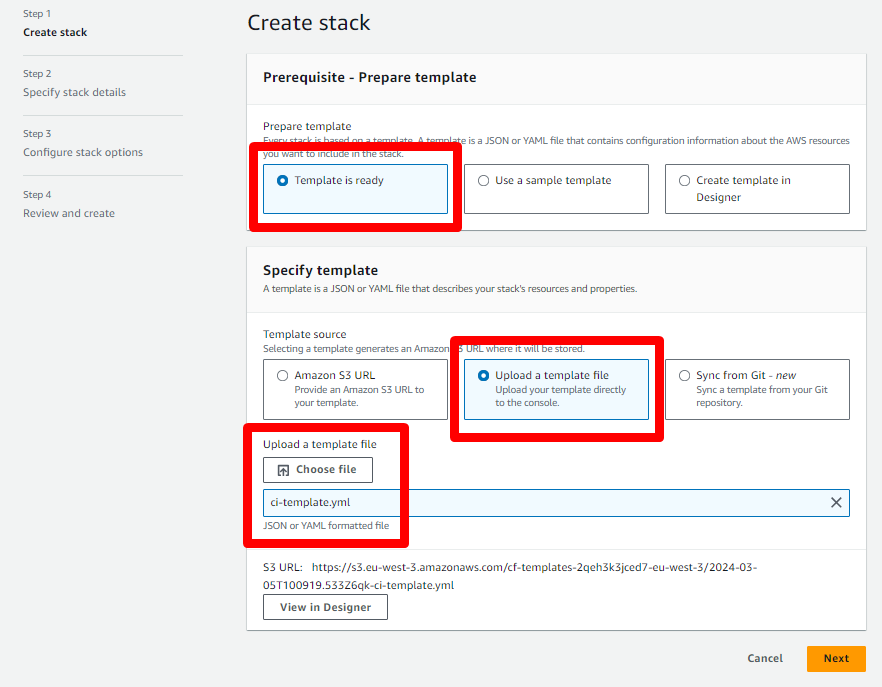 Step 1
Create stack
Step 2
Specify stack details
Step 3
Configure stack options
Step 4
Review and create
Create stack
Prerequisite - Prepare template
Prepare template
Every stack is based on a template. A template is a JSON or YAML file that contains configuration information about the AWS resources
you want to include in the stack.
Template is ready
Use a sample template
Create template in
Designer
Specify template
A template is a JSON or YAML file that describes your stack's resources and properties.
Template source
Selecting a template generates an Amazon S3 URL where it will be stored.
Amazon S3 URL
Provide an Amazon S3 URL to
your template.
Upload a template file
Upload your template directly
to the console.
Sync from Git - new
Sync a template from your Git
repository.
Upload a template file
Choose file
ci-template.yml
JSON or YAML formatted file
S3 URL: https://s3.eu-west-3.amazonaws.com/cf-templates-2qeh3k3jced7-eu-west-3/2024-03-
05T100919.533Z6qk-ci-template.yml
View in Designer
Cancel
Next